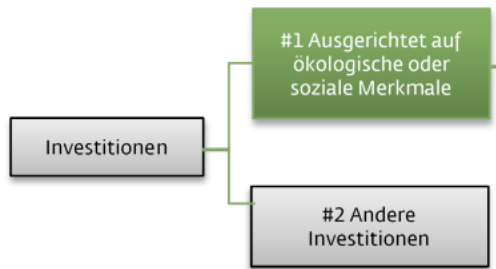 #1 Ausgerichtet auf
ökologische oder
soziale Merkmale
Investitionen
#2 Andere
Investitionen